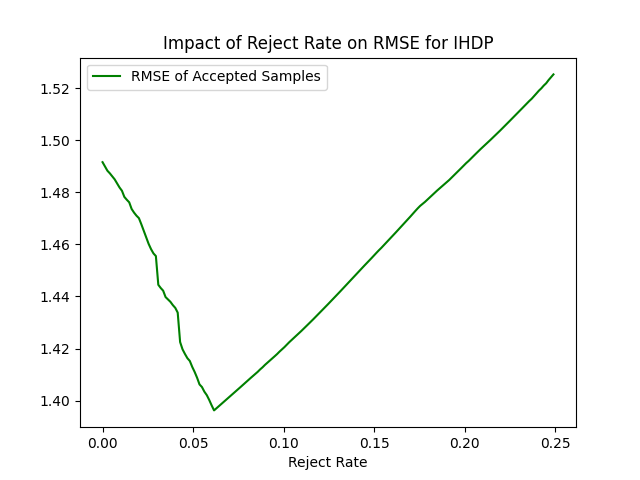 Impact of Reject Rate on RMSE for IHDP
RMSE of Accepted Samples
1.52
1.50
1.48
1.46
1.44
1.42
1.40
0.00 0.05 0.10 0.15 0.20 0.25
Reject Rate